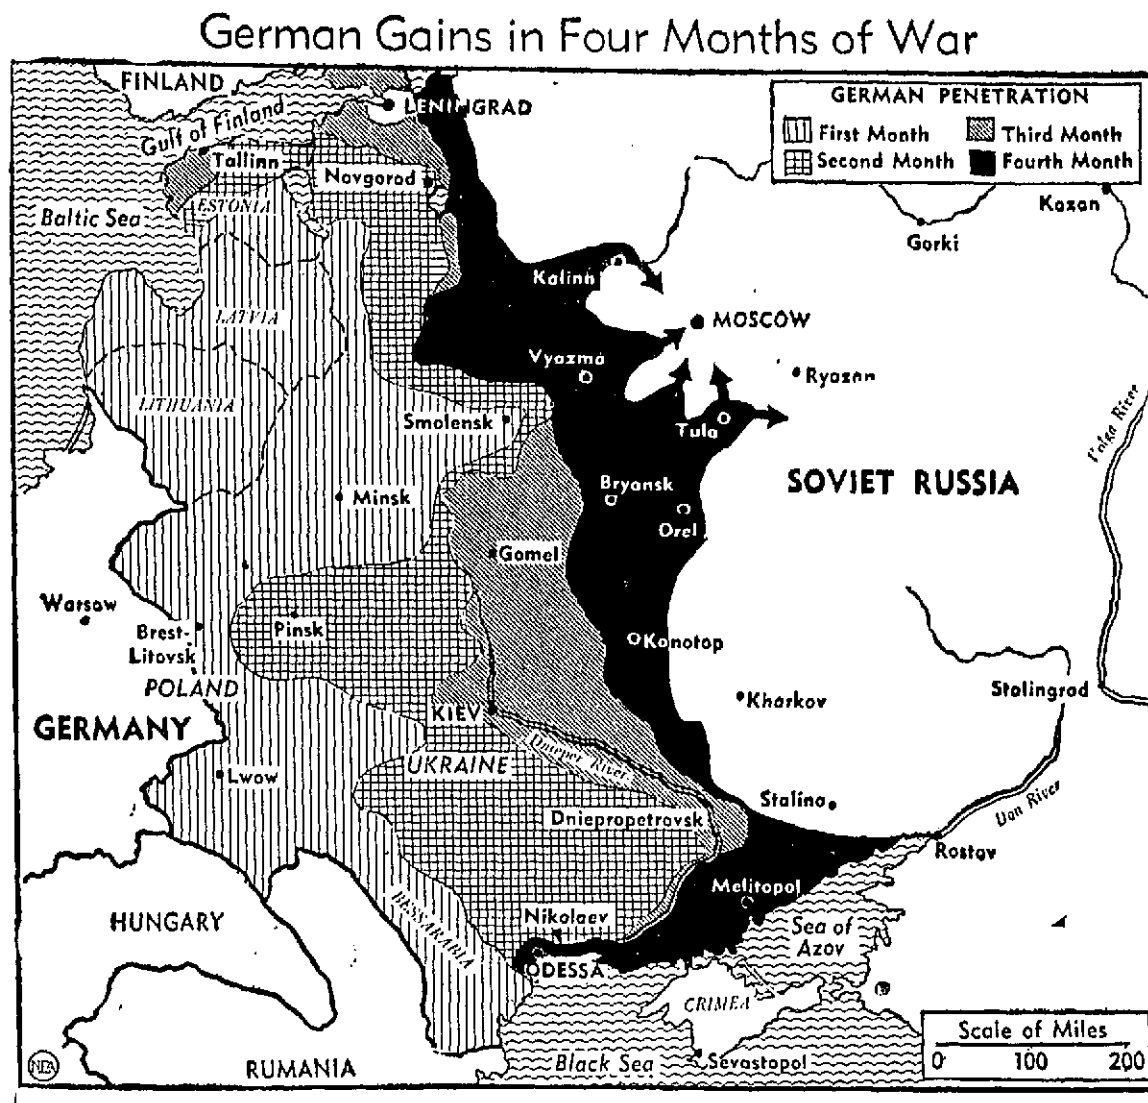 German Gains in Four Months of War
FINLAND
LENINGRAD
Gulf of Finland
Tallinn
ESTONIA
Novgorod
Baltic Sea
GERMAN PENETRATION
First Month
Third Month
Second Month
Fourth Month
Kazan
Gorki
Kalinin
LATVIA
MOSCOW
Vyazma
Ryazan
LITHUANIA
Smolensk
Tula
Volga River
Minsk
Bryansk
SOVIET RUSSIA
Orel
Gomel
Warsow
Brest-
Litovsk
Pinsk
Konotop
POLAND
Kharkov
Stalingrad
KIEV
GERMANY
Dnieper River
UKRAINE
Lwow
Stalino
Don River
Dniepropetrovsk
Rostov
Melitopol
HUNGARY
BESSARABIA
Nikolaev
Sea of
Azov
ODESSA
CRIMEA
Scale of Miles
0 100 200
RUMANIA
Black Sea
Sevastopol
NEA